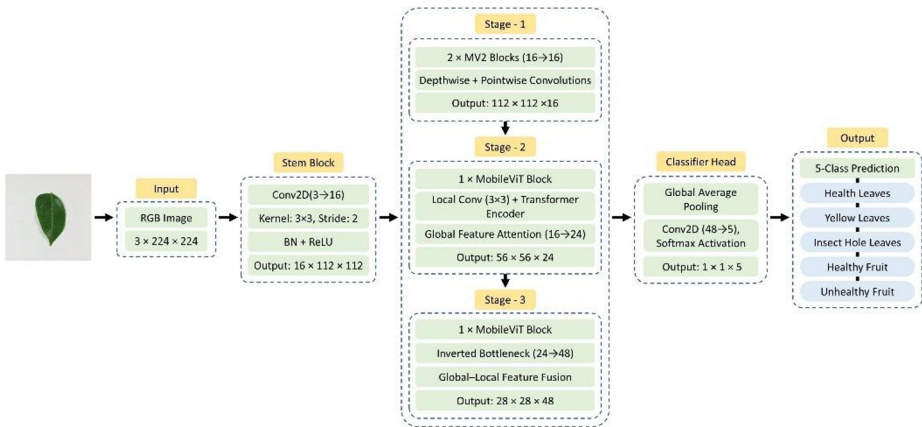 Input
RGB Image
3 × 224 × 224
Stem Block
Conv2D(3→16)
Kernel: 3×3, Stride: 2
BN + ReLU
Output: 16 × 112 × 112
Stage - 1
2 × MV2 Blocks (16→16)
Depthwise + Pointwise Convolutions
Output: 112 × 112 ×16
Stage - 2
1 × MobileViT Block
Local Conv (3×3) + Transformer
Encoder
Global Feature Attention (16→24)
Output: 56 × 56 × 24
Stage - 3
1 × MobileViT Block
Inverted Bottleneck (24→48)
Global–Local Feature Fusion
Output: 28 × 28 × 48
Classifier Head
Global Average
Pooling
Conv2D (48→5),
Softmax Activation
Output: 1 × 1 × 5
Output
5-Class Prediction
Health Leaves
Yellow Leaves
Insect Hole Leaves
Healthy Fruit
Unhealthy Fruit